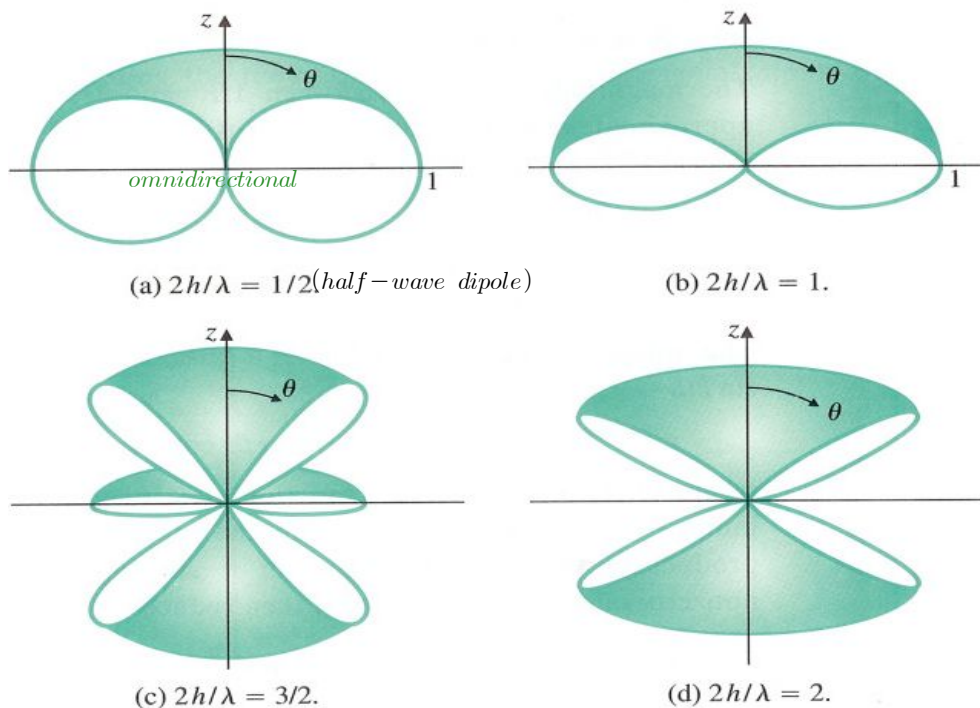 z
z
θ
θ
omnidirectional
1
1
(a) 2h/λ = 1/2.(half−wave dipole)
(b) 2h/λ = 1.
z
z
θ
θ
(c) 2h/λ = 3/2.
(d) 2h/λ = 2.